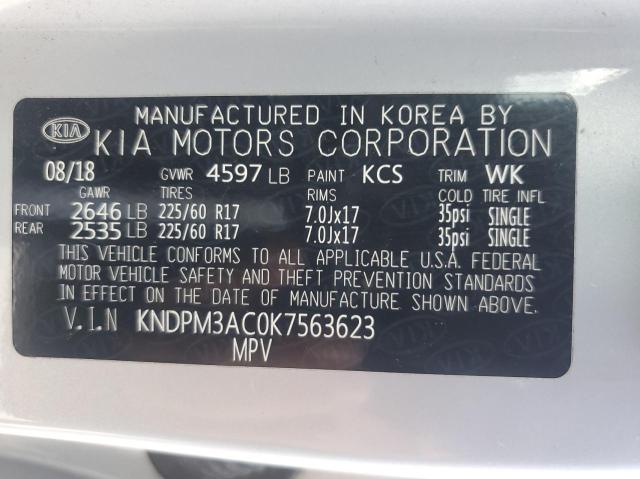 MANUFACTURED IN KOREA BY
KIA KIA MOTORS CORPORATION
08/18 GVWR 4597 LB PAINT KCS TRIM WK
GAWR TIRES RIMS COLD TIRE INFL
FRONT 2646 LB 225/60 R17 7.0Jx17 35psi SINGLE
REAR 2535 LB 225/60 R17 7.0Jx17 35psi SINGLE
THIS VEHICLE CONFORMS TO ALL APPLICABLE U.S.A. FEDERAL
MOTOR VEHICLE SAFETY AND THEFT PREVENTION STANDARDS
IN EFFECT ON THE DATE OF MANUFACTURE SHOWN ABOVE.
V.I.N KNDPM3AC0K7563623
MPV